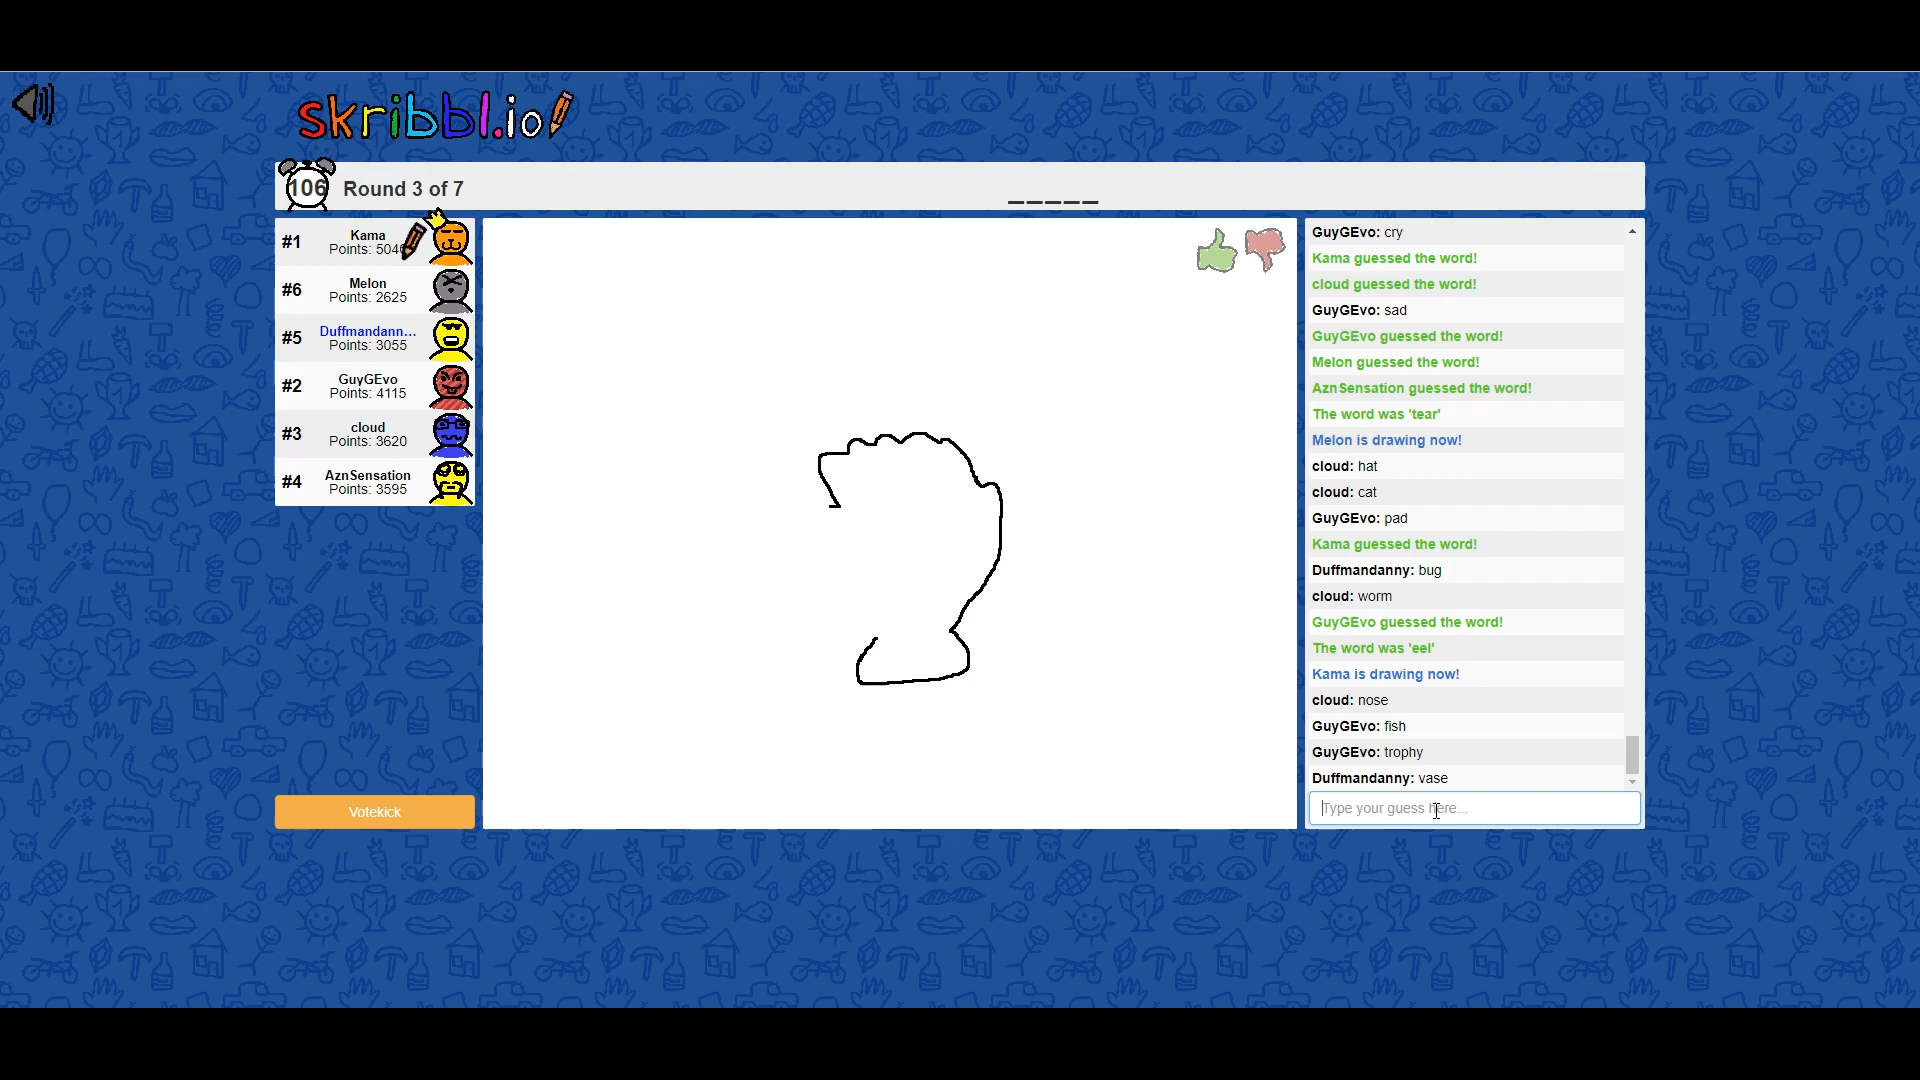 skribbl.io
106 Round 3 of 7
_____
#1 Kama
Points: 5040
#6 Melon
Points: 2625
#5 Duffmandann...
Points: 3055
#2 GuyGEvo
Points: 4115
#3 cloud
Points: 3620
#4 AznSensation
Points: 3595
Votekick
GuyGEvo: cry
Kama guessed the word!
cloud guessed the word!
GuyGEvo: sad
GuyGEvo guessed the word!
Melon guessed the word!
AznSensation guessed the word!
The word was 'tear'
Melon is drawing now!
cloud: hat
cloud: cat
GuyGEvo: pad
Kama guessed the word!
Duffmandanny: bug
cloud: worm
GuyGEvo guessed the word!
The word was 'eel'
Kama is drawing now!
cloud: nose
GuyGEvo: fish
GuyGEvo: trophy
Duffmandanny: vase
Type your guess here...